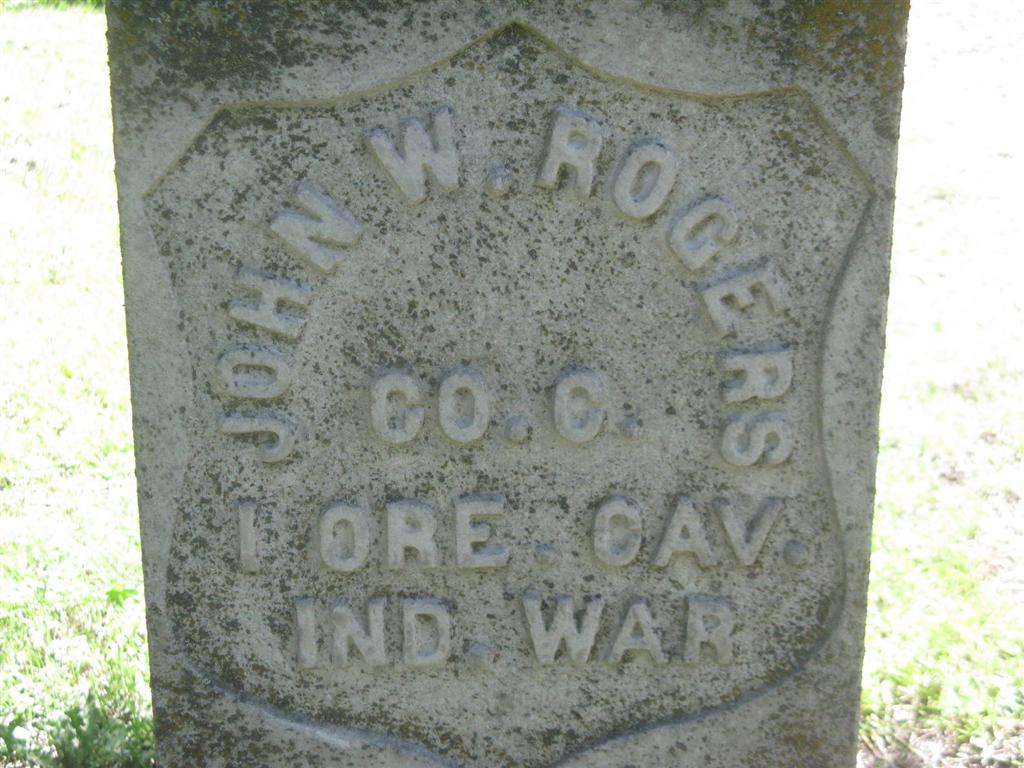 JOHN W. ROGERS
CO. C.
1 ORE. CAV.
IND. WAR